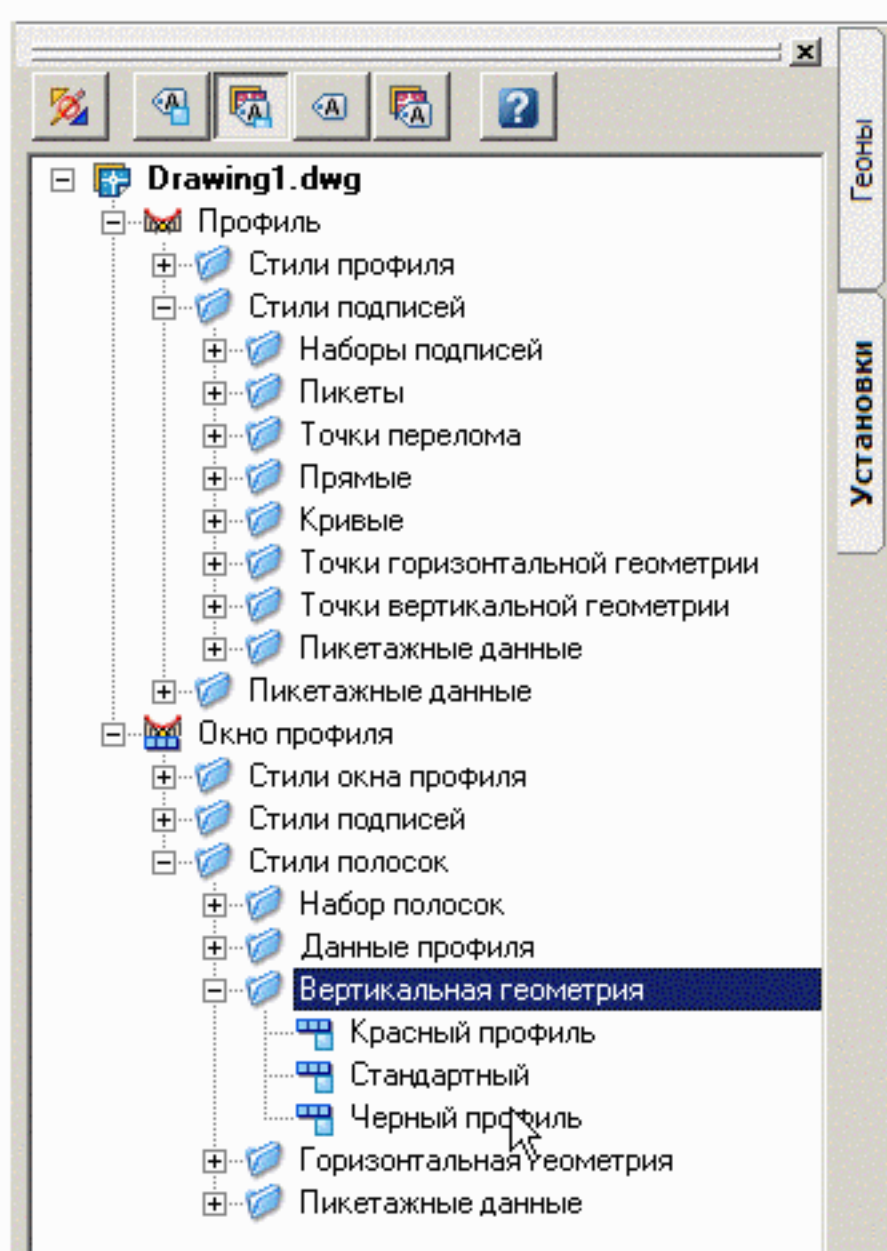 Drawing1.dwg
Профиль
Стили профиля
Стили подписей
Наборы подписей
Пикеты
Точки перелома
Прямые
Кривые
Точки горизонтальной геометрии
Точки вертикальной геометрии
Пикетажные данные
Пикетажные данные
Окно профиля
Стили окна профиля
Стили подписей
Стили полосок
Набор полосок
Данные профиля
Вертикальная геометрия
Красный профиль
Стандартный
Черный профиль
Горизонтальная геометрия
Пикетажные данные
Геоны
Установки